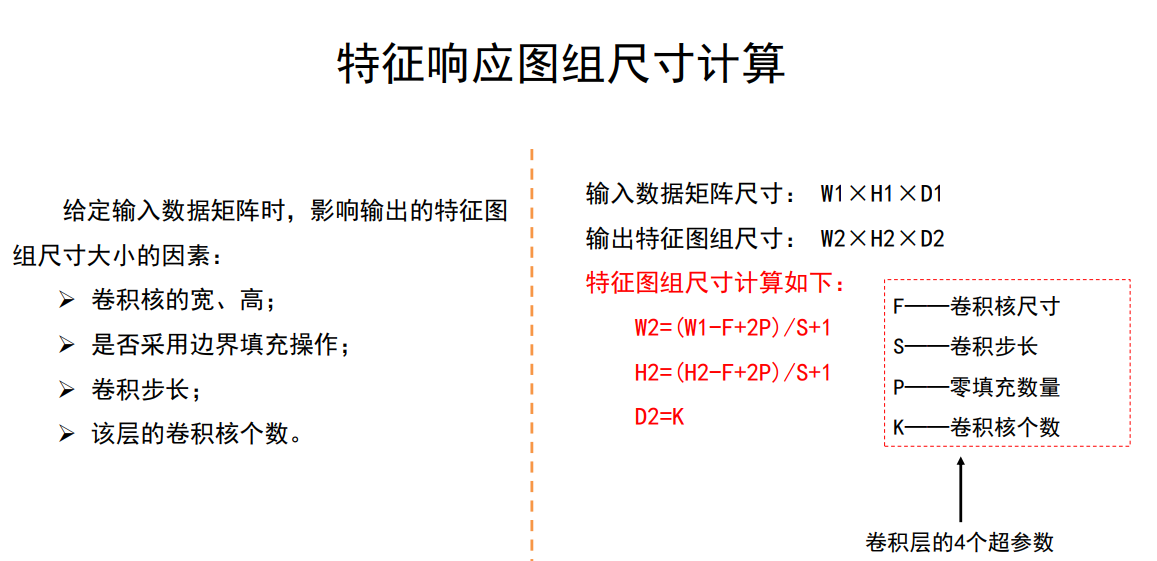 特征响应图组尺寸计算
给定输入数据矩阵时，影响输出的特征图
组尺寸大小的因素：
➢ 卷积核的宽、高；
➢ 是否采用边界填充操作；
➢ 卷积步长；
➢ 该层的卷积核个数。
输入数据矩阵尺寸： W1×H1×D1
输出特征图组尺寸： W2×H2×D2
特征图组尺寸计算如下：
W2=(W1-F+2P)/S+1
H2=(H2-F+2P)/S+1
D2=K
F——卷积核尺寸
S——卷积步长
P——零填充数量
K——卷积核个数
卷积层的4个超参数